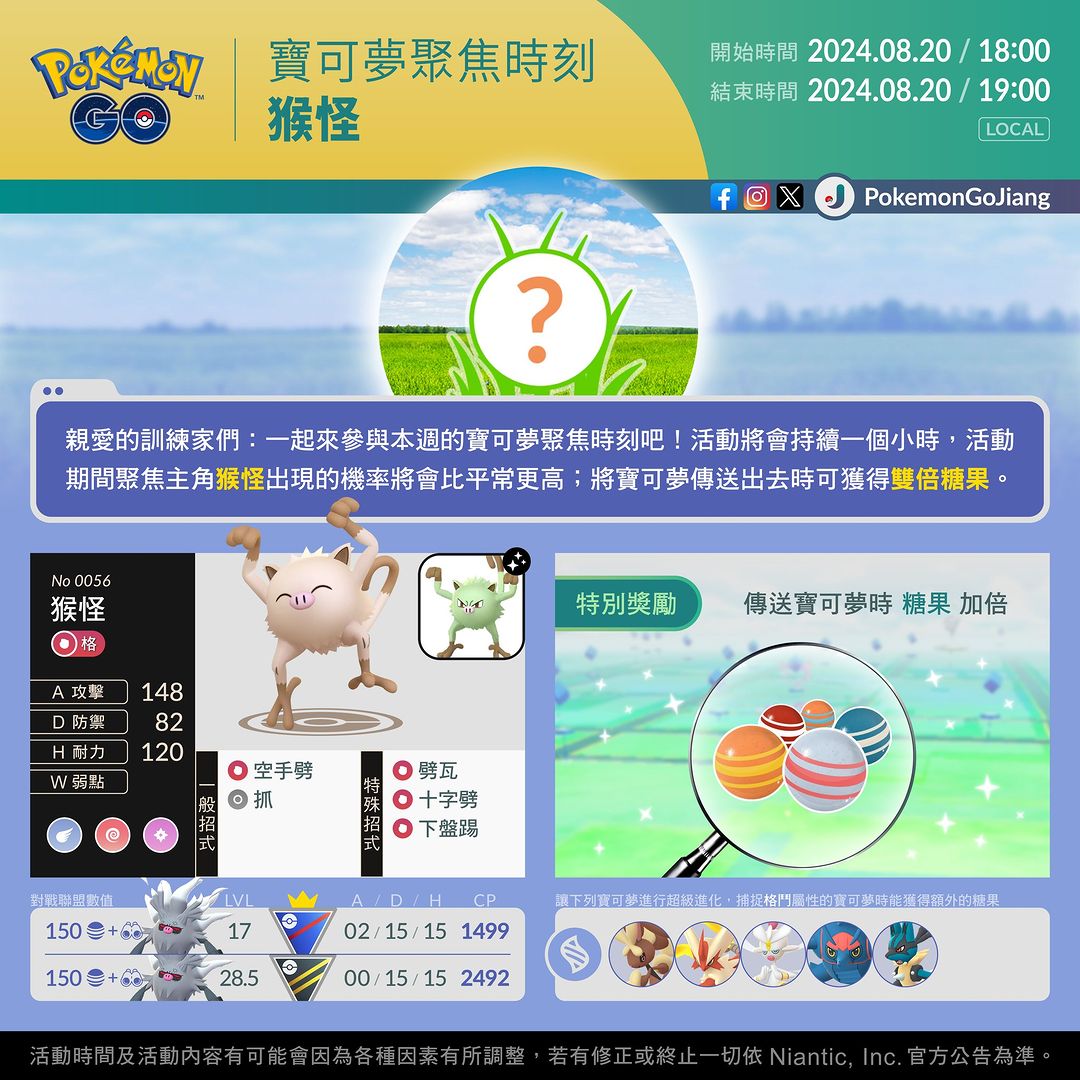 POKÉMON GO
寶可夢聚焦時刻
猴怪
開始時間 2024.08.20 / 18:00
結束時間 2024.08.20 / 19:00
LOCAL
PokemonGoJiang
?
親愛的訓練家們：一起來參與本週的寶可夢聚焦時刻吧！活動將會持續一個小時，活動
期間聚焦主角猴怪出現的機率將會比平常更高；將寶可夢傳送出去時可獲得雙倍糖果。
No 0056
猴怪
格
A 攻擊 148
D 防禦 82
H 耐力 120
W 弱點
一般招式
空手劈
抓
特殊招式
劈瓦
十字劈
下盤踢
特別獎勵
傳送寶可夢時 糖果 加倍
對戰聯盟數值 LVL A / D / H CP
150 + 17 02 / 15 / 15 1499
150 + 28.5 00 / 15 / 15 2492
讓下列寶可夢進行超級進化，捕捉格鬥屬性的寶可夢時能獲得額外的糖果
活動時間及活動內容有可能會因為各種因素有所調整，若有修正或終止一切依 Niantic, Inc. 官方公告為準。